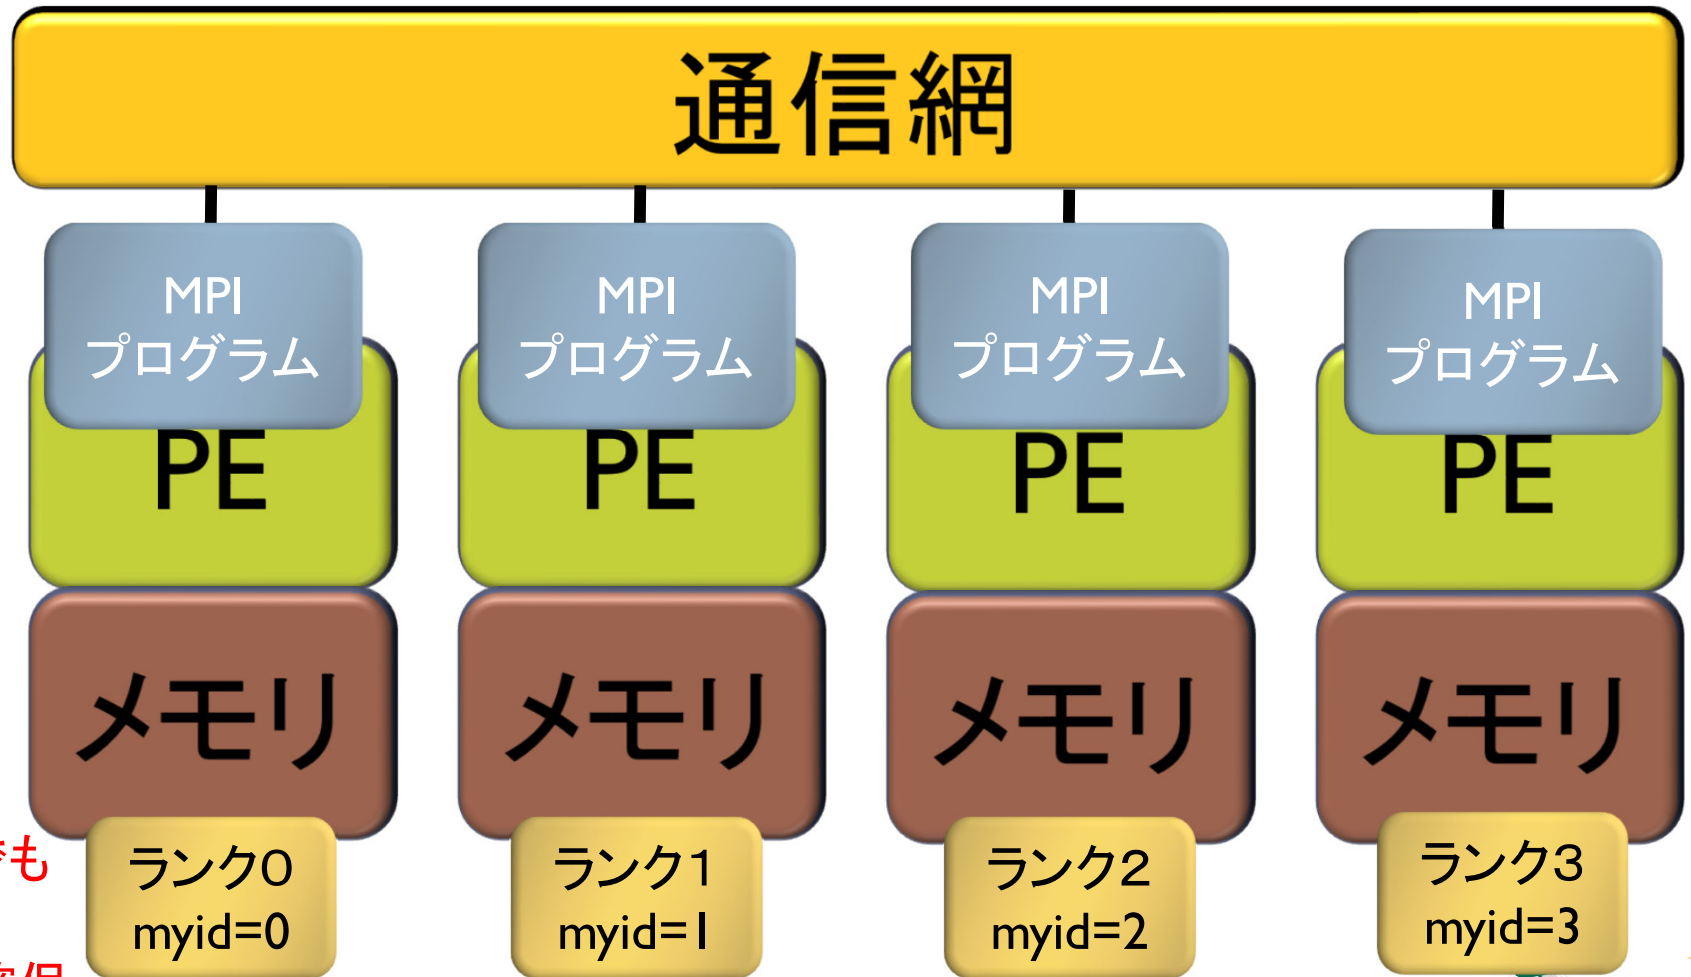 通信網
MPI
プログラム
MPI
プログラム
MPI
プログラム
MPI
プログラム
PE
PE
PE
PE
メモリ
メモリ
メモリ
メモリ
も
ランク0
myid=0
ランク1
myid=1
ランク2
myid=2
ランク3
myid=3